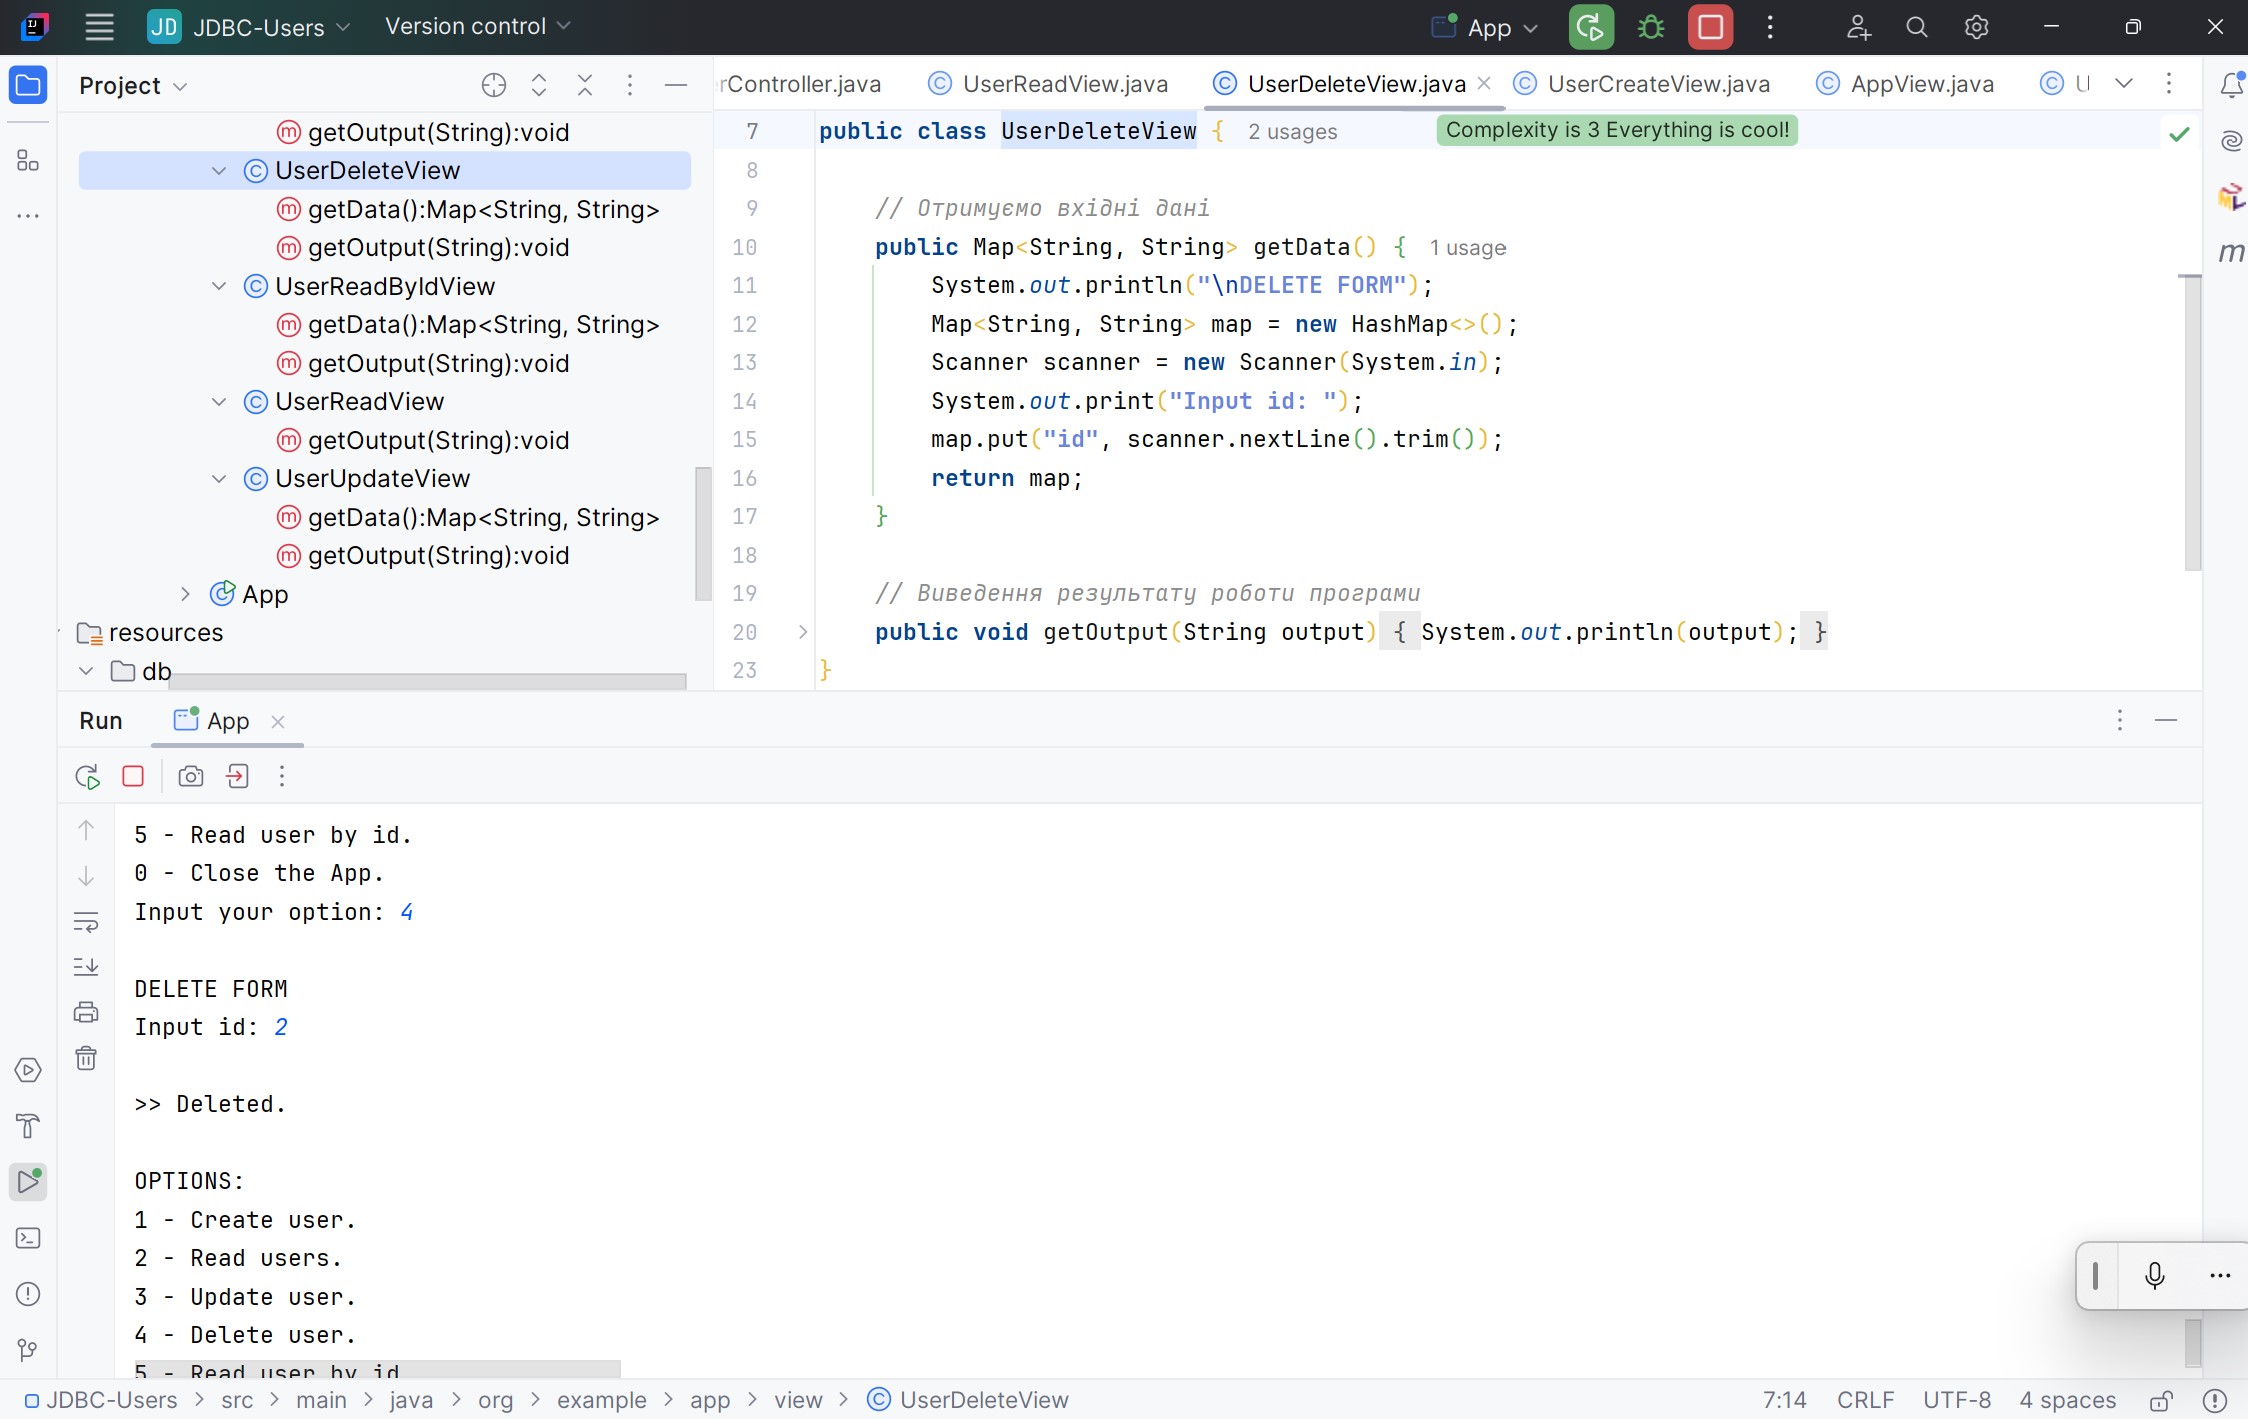 JD JDBC-Users Version control App
Project
rController.java UserReadView.java UserDeleteView.java UserCreateView.java AppView.java U
getOutput(String):void
UserDeleteView
getData():Map<String, String>
getOutput(String):void
UserReadByIdView
getData():Map<String, String>
getOutput(String):void
UserReadView
getOutput(String):void
UserUpdateView
getData():Map<String, String>
getOutput(String):void
App
resources
db
7 public class UserDeleteView { 2 usages Complexity is 3 Everything is cool!
8
9 // Отримуємо вхідні дані
10 public Map<String, String> getData() { 1 usage
11 System.out.println("\nDELETE FORM");
12 Map<String, String> map = new HashMap<>();
13 Scanner scanner = new Scanner(System.in);
14 System.out.print("Input id: ");
15 map.put("id", scanner.nextLine().trim());
16 return map;
17 }
18
19 // Виведення результату роботи програми
20 public void getOutput(String output) { System.out.println(output); }
23 }
Run App
5 - Read user by id.
0 - Close the App.
Input your option: 4
DELETE FORM
Input id: 2
>> Deleted.
OPTIONS:
1 - Create user.
2 - Read users.
3 - Update user.
4 - Delete user.
5 - Read user by id
JDBC-Users > src > main > java > org > example > app > view > UserDeleteView 7:14 CRLF UTF-8 4 spaces